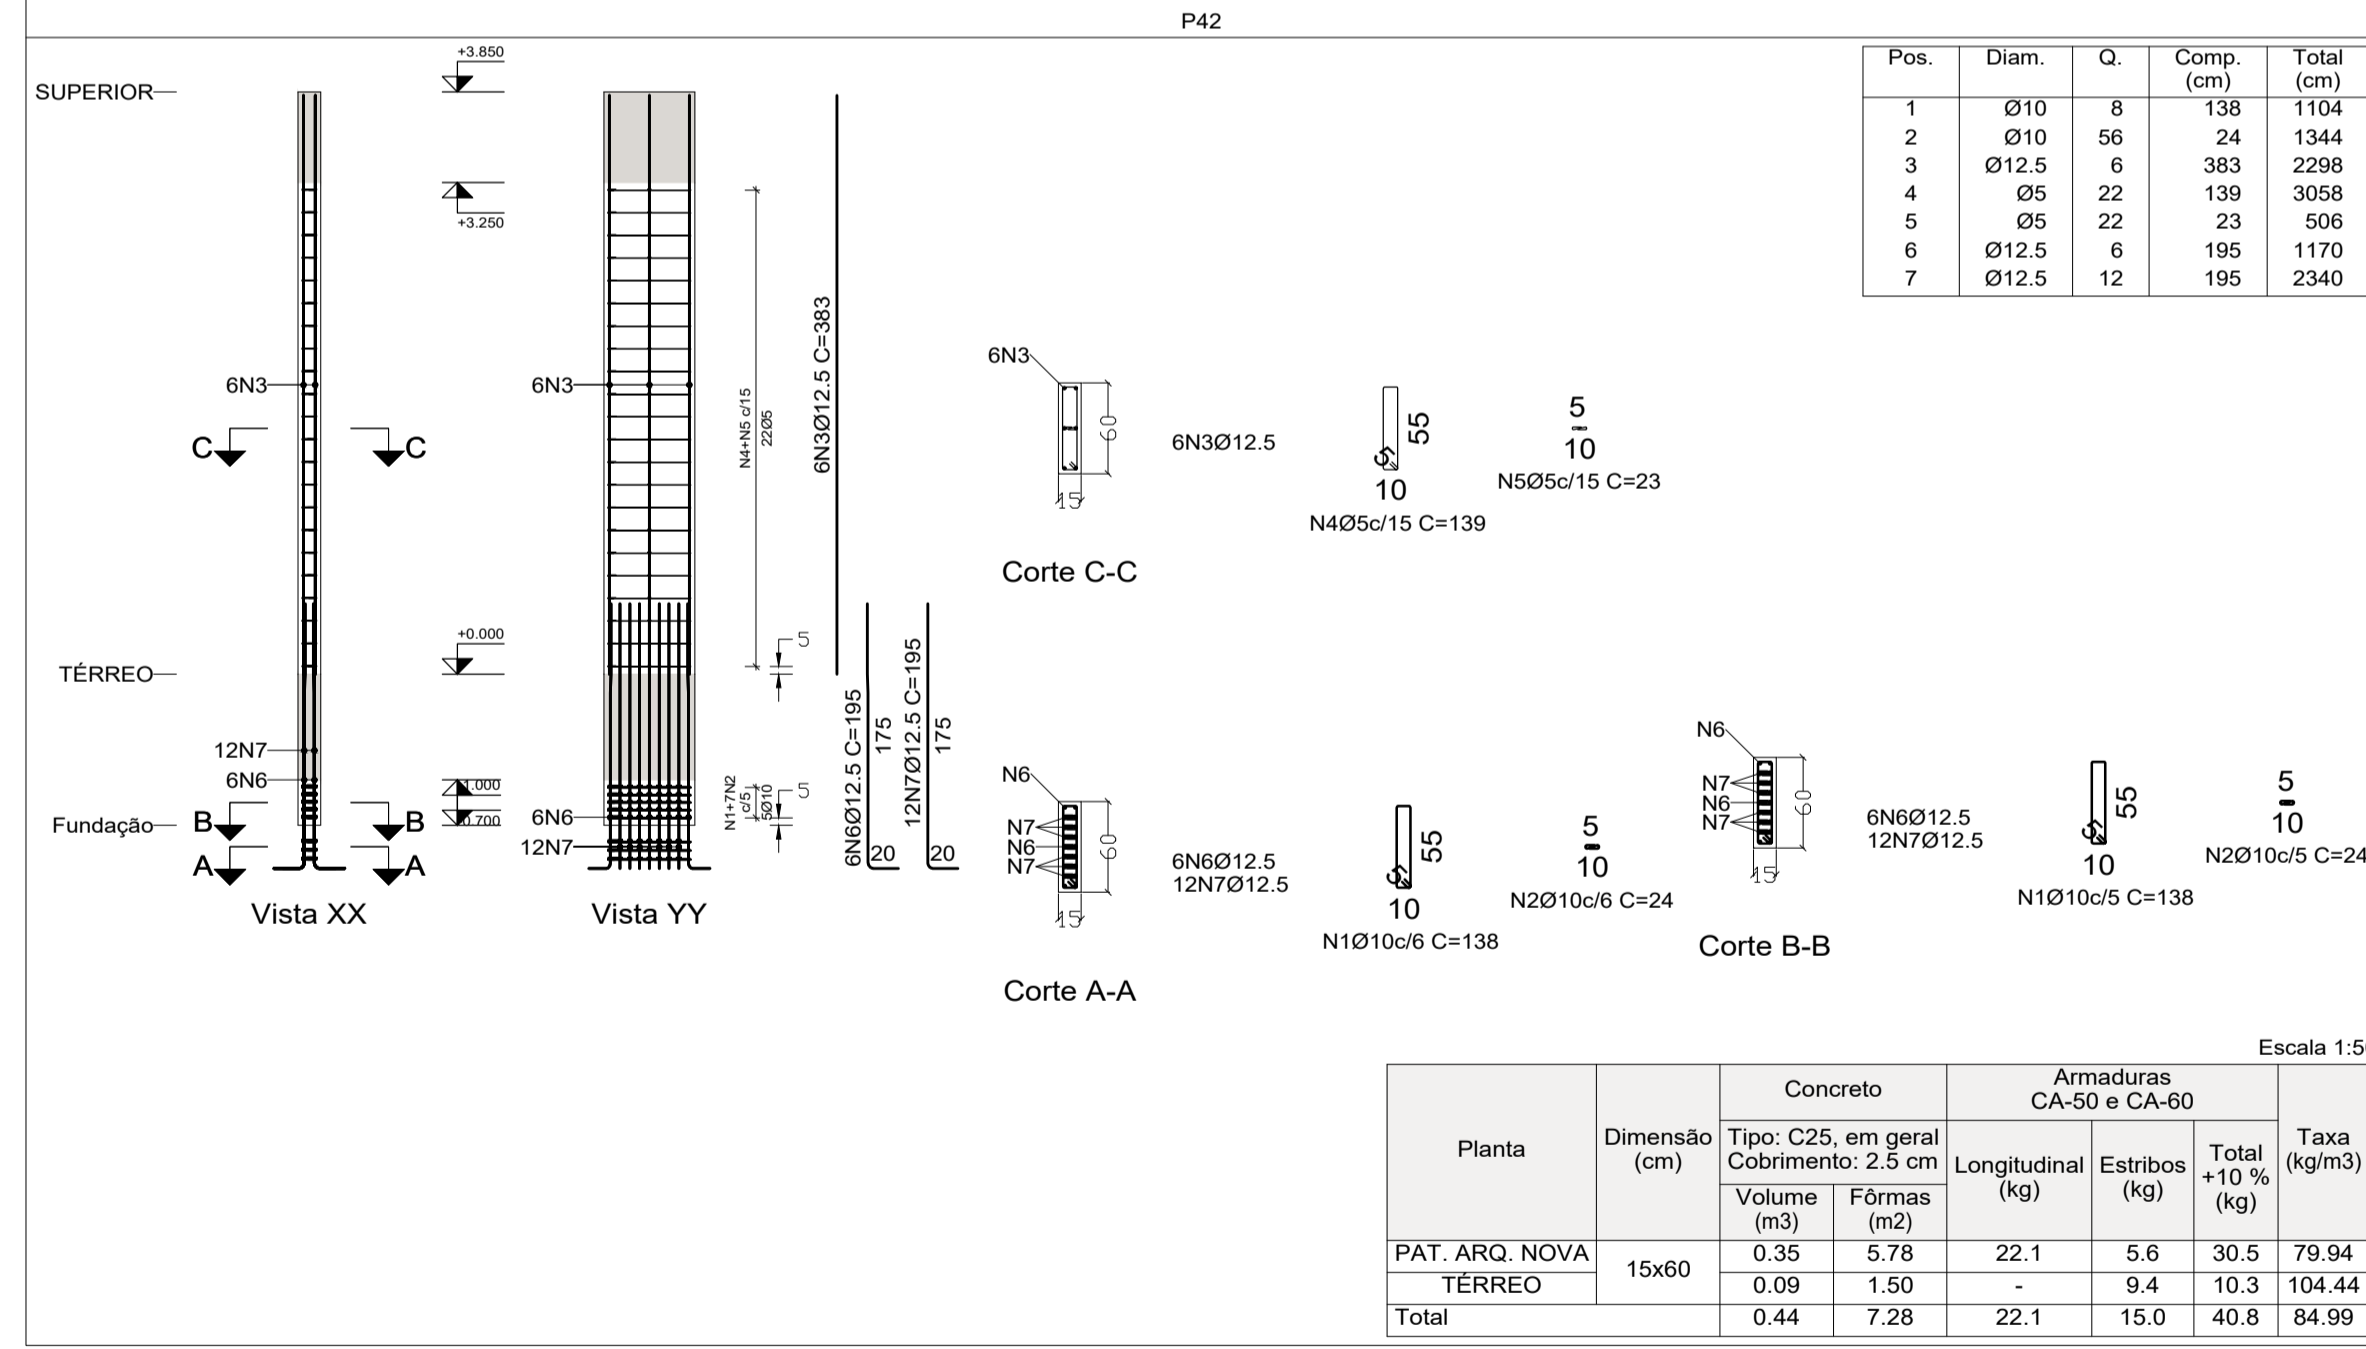 P42
SUPERIOR
+3.850
+3.250
6N3
6N3
C C
N4+N5 c/15
22Ø5
6N3Ø12.5 C=383
5
+0.000
TÉRREO
12N7
6N6
Fundação
B B
A A
Vista XX
6N6
12N7
Vista YY
N1+7N2
c/5
5Ø10
5
6N6Ø12.5 C=195
175
20
12N7Ø12.5 C=195
175
20
Pos. Diam. Q. Comp. (cm) Total (cm)
1 Ø10 8 138 1104
2 Ø10 56 24 1344
3 Ø12.5 6 383 2298
4 Ø5 22 139 3058
5 Ø5 22 23 506
6 Ø12.5 6 195 1170
7 Ø12.5 12 195 2340
6N3
60
15
6N3Ø12.5
55
5
10
N4Ø5c/15 C=139
5
10
N5Ø5c/15 C=23
Corte C-C
N6
N7
N6
N7
60
15
6N6Ø12.5
12N7Ø12.5
55
5
10
N1Ø10c/6 C=138
5
10
N2Ø10c/6 C=24
Corte A-A
N6
N7
N6
N7
60
15
6N6Ø12.5
12N7Ø12.5
55
5
10
N1Ø10c/5 C=138
5
10
N2Ø10c/5 C=24
Corte B-B
Planta
Dimensão
(cm)
Concreto
Tipo: C25, em geral
Cobrimento: 2.5 cm
Volume
(m3)
Fôrmas
(m2)
Armaduras
CA-50 e CA-60
Longitudinal
(kg)
Estribos
(kg)
Total
+10 %
(kg)
Taxa
(kg/m3)
PAT. ARQ. NOVA 15x60 0.35 5.78 22.1 5.6 30.5 79.94
TÉRREO 0.09 1.50 - 9.4 10.3 104.44
Total 0.44 7.28 22.1 15.0 40.8 84.99